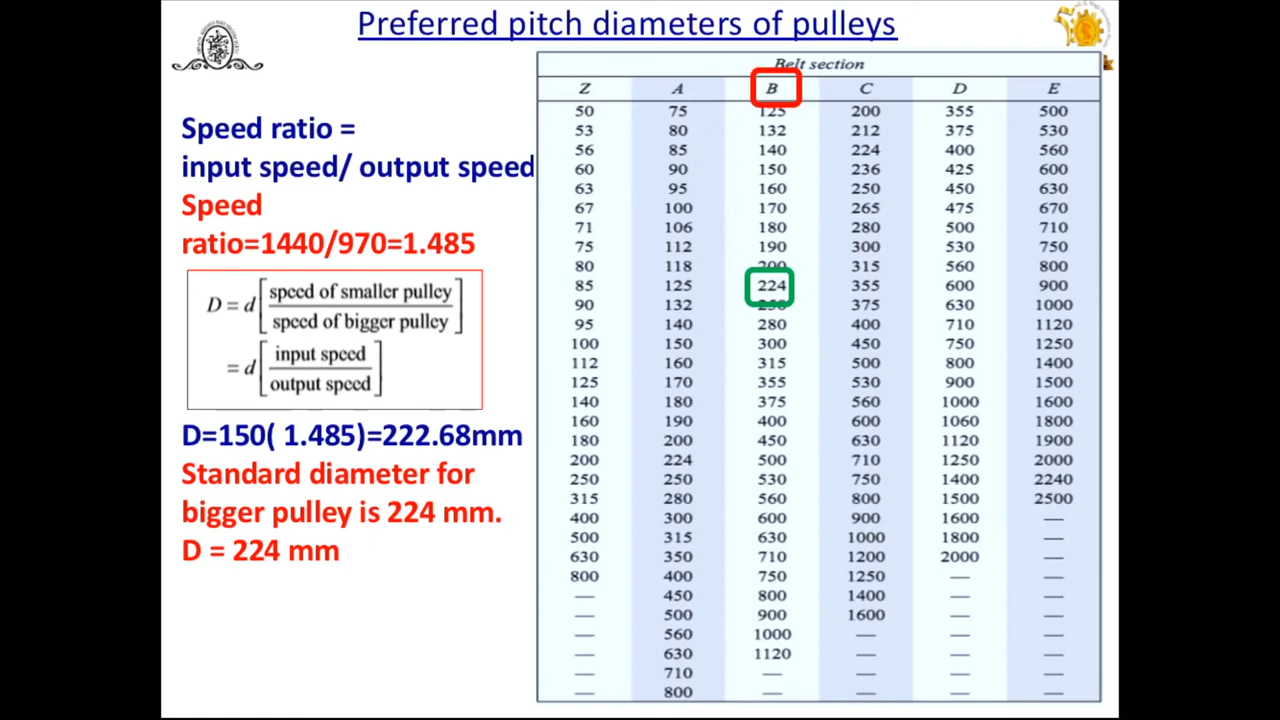 Preferred pitch diameters of pulleys
Speed ratio =
input speed/ output speed
Speed
ratio=1440/970=1.485
D = d [ speed of smaller pulley / speed of bigger pulley ]
= d [ input speed / output speed ]
D=150( 1.485)=222.68mm
Standard diameter for
bigger pulley is 224 mm.
D = 224 mm
Belt section
Z A B C D E
50 75 125 200 355 500
53 80 132 212 375 530
56 85 140 224 400 560
60 90 150 236 425 600
63 95 160 250 450 630
67 100 170 265 475 670
71 106 180 280 500 710
75 112 190 300 530 750
80 118 200 315 560 800
85 125 224 355 600 900
90 132 250 375 630 1000
95 140 280 400 710 1120
100 150 300 450 750 1250
112 160 315 500 800 1400
125 170 355 530 900 1500
140 180 375 560 1000 1600
160 190 400 600 1060 1800
180 200 450 630 1120 1900
200 224 500 710 1250 2000
250 250 530 750 1400 2240
315 280 560 800 1500 2500
400 300 600 900 1600 —
500 315 630 1000 1800 —
630 350 710 1200 2000 —
800 400 750 1250 — —
— 450 800 1400 — —
— 500 900 1600 — —
— 560 1000 — — —
— 630 1120 — — —
— 710 — — — —
— 800 — — — —